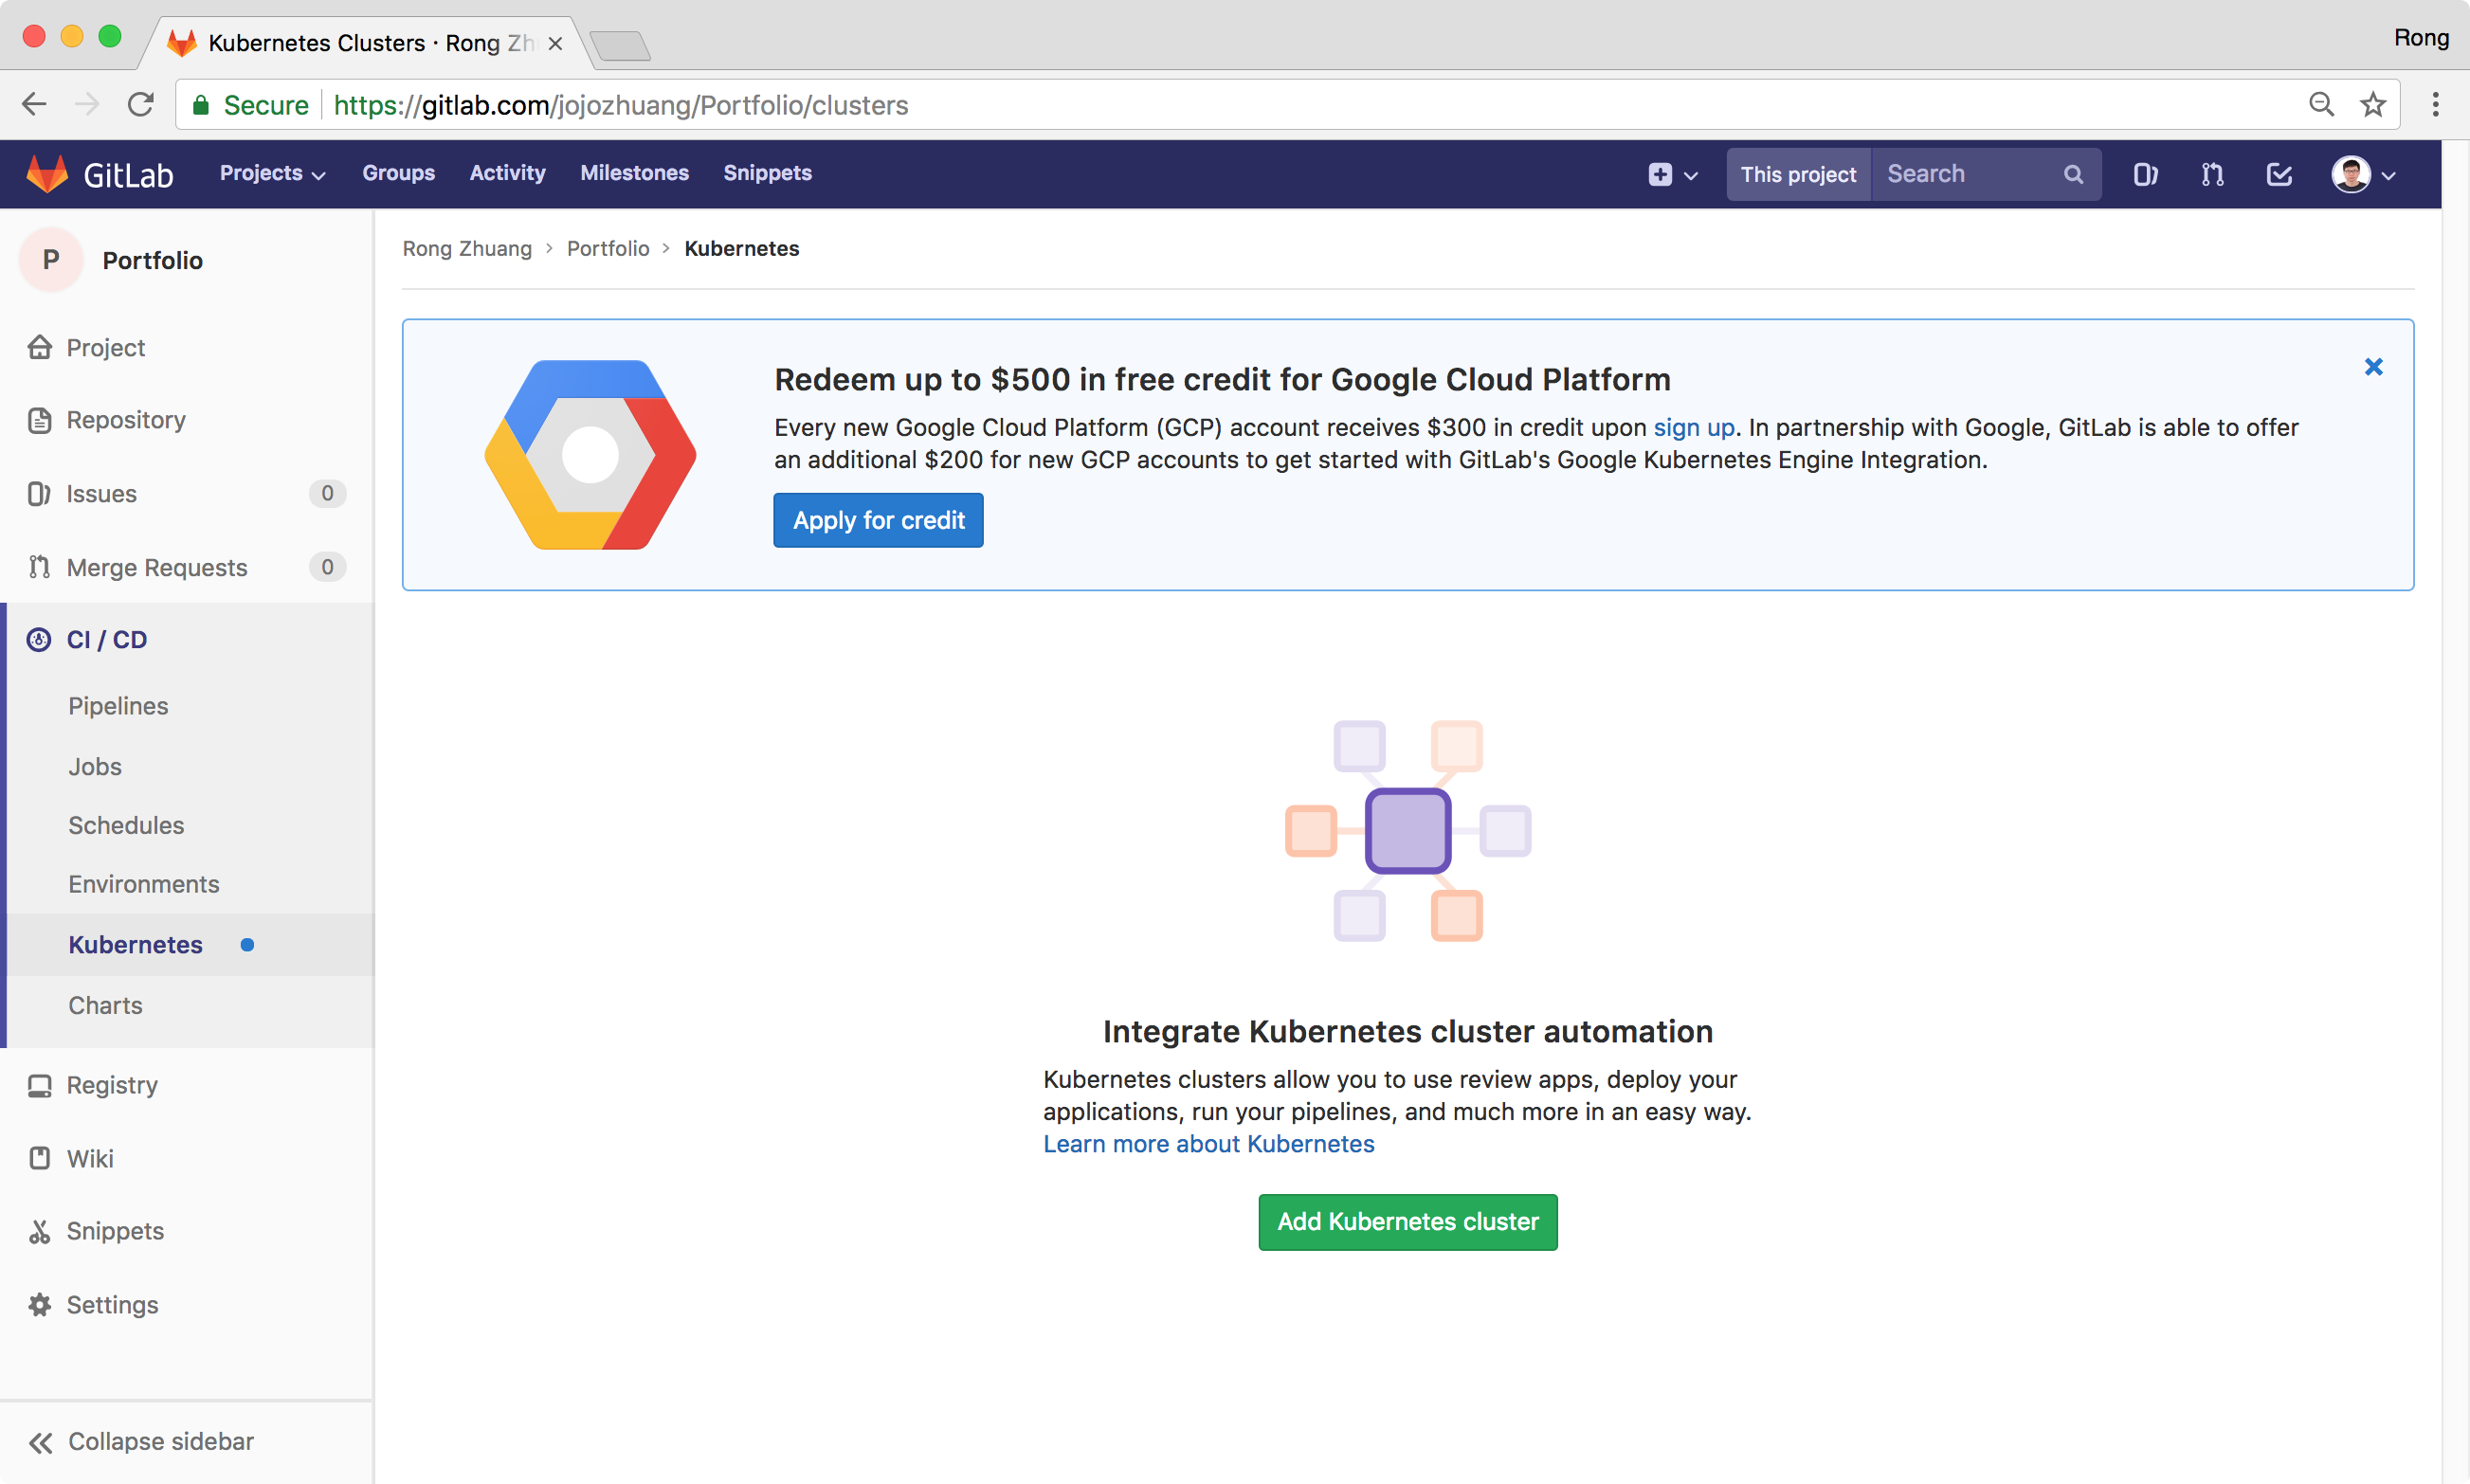 Kubernetes Clusters · Rong Zh
Rong
Secure https://gitlab.com/jojozhuang/Portfolio/clusters
GitLab Projects Groups Activity Milestones Snippets This project Search
P Portfolio
Rong Zhuang > Portfolio > Kubernetes
Project
Repository
Issues 0
Merge Requests 0
CI / CD
Pipelines
Jobs
Schedules
Environments
Kubernetes
Charts
Registry
Wiki
Snippets
Settings
Collapse sidebar
Redeem up to $500 in free credit for Google Cloud Platform
Every new Google Cloud Platform (GCP) account receives $300 in credit upon sign up. In partnership with Google, GitLab is able to offer
an additional $200 for new GCP accounts to get started with GitLab's Google Kubernetes Engine Integration.
Apply for credit
Integrate Kubernetes cluster automation
Kubernetes clusters allow you to use review apps, deploy your
applications, run your pipelines, and much more in an easy way.
Learn more about Kubernetes
Add Kubernetes cluster